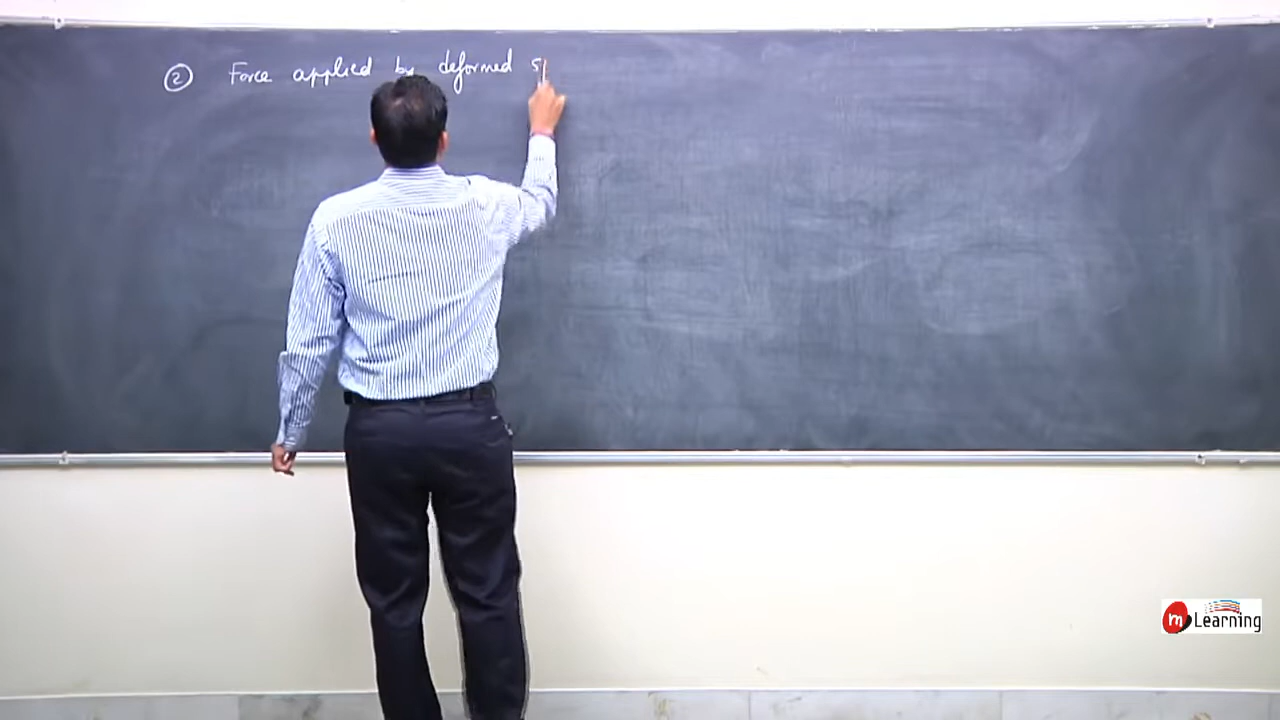 ② Force applied by deformed s
m Learning